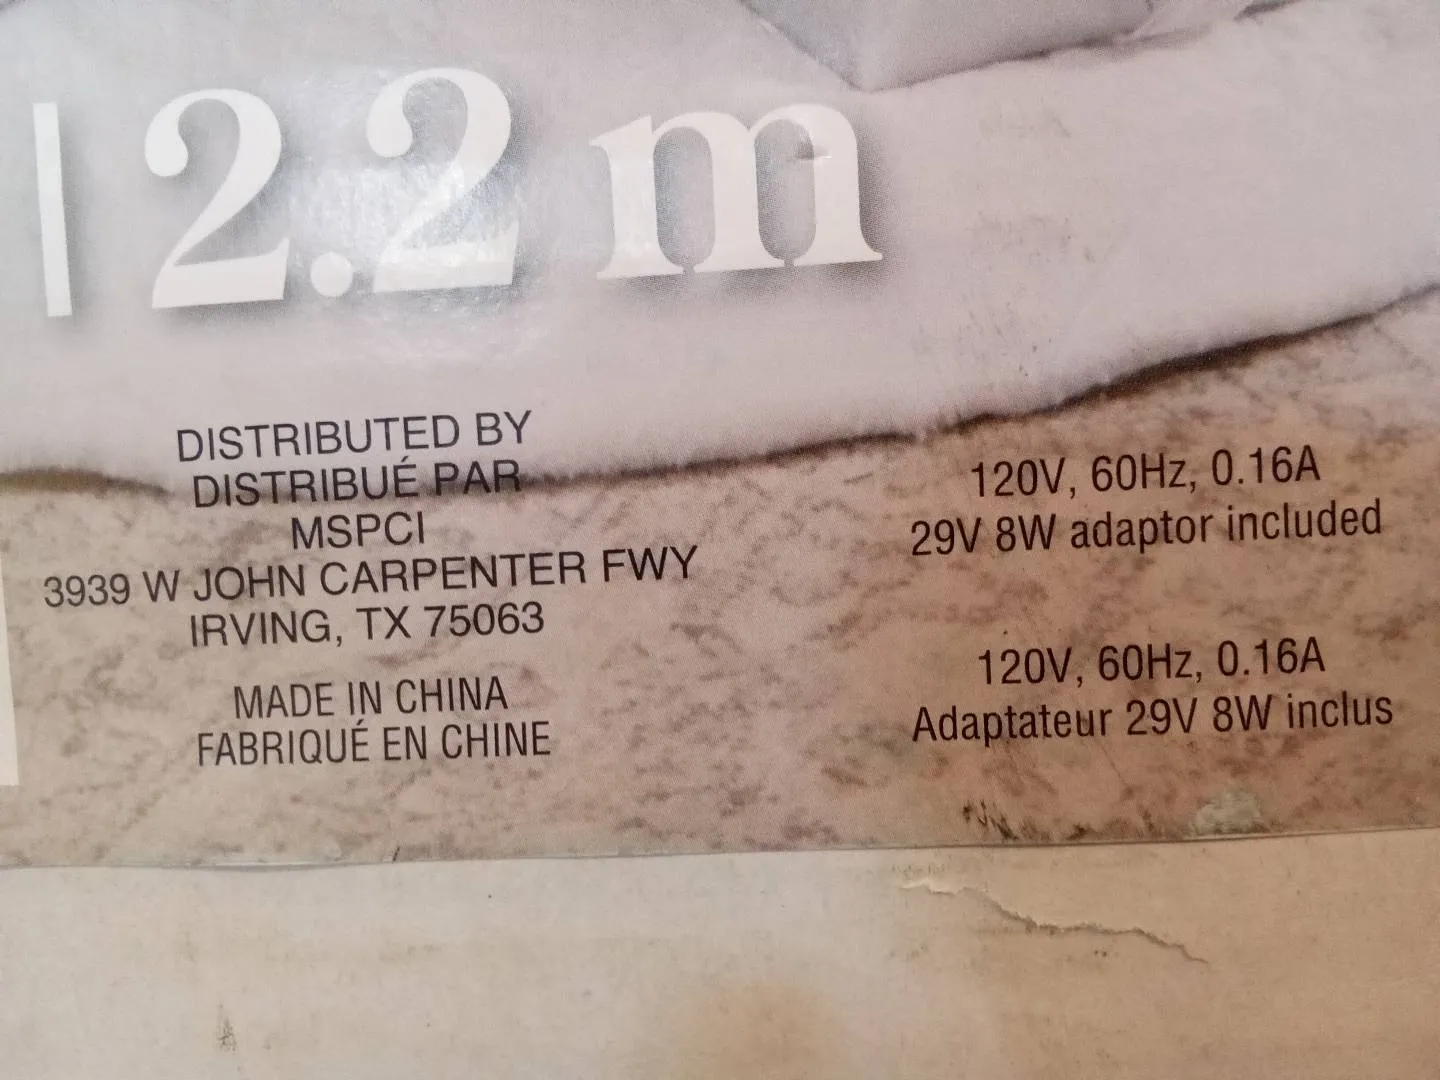 | 2.2 m
DISTRIBUTED BY
DISTRIBUÉ PAR
MSPCI
3939 W JOHN CARPENTER FWY
IRVING, TX 75063
MADE IN CHINA
FABRIQUÉ EN CHINE
120V, 60Hz, 0.16A
29V 8W adaptor included
120V, 60Hz, 0.16A
Adaptateur 29V 8W inclus